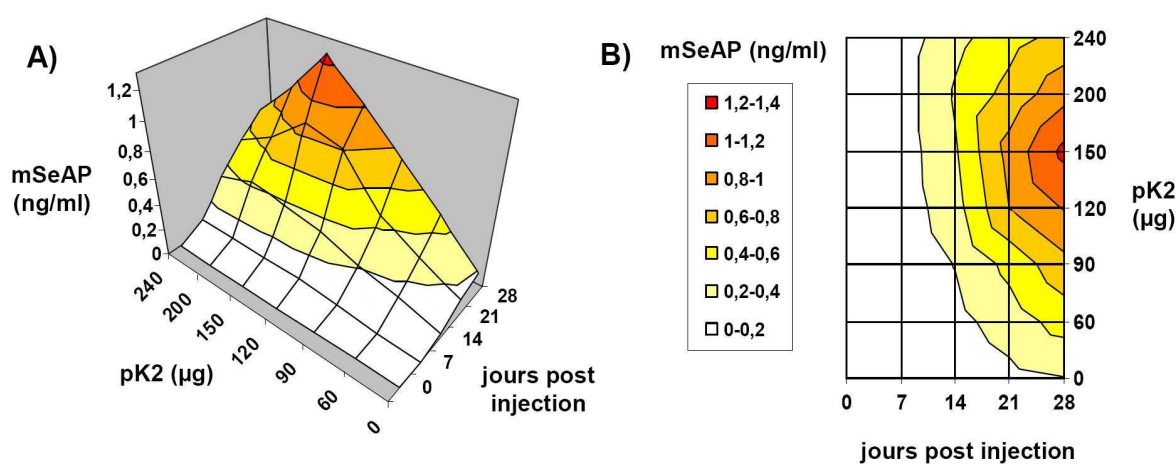 A)
mSeAP
(ng/ml)
1,2
1
0,8
0,6
0,4
0,2
0
240
200
150
120
90
60
0
pK2 (µg)
0
7
14
21
28
jours post
injection
B)
mSeAP (ng/ml)
1,2-1,4
1-1,2
0,8-1
0,6-0,8
0,4-0,6
0,2-0,4
0-0,2
240
200
150
120
90
60
0
pK2
(µg)
0 7 14 21 28
jours post injection